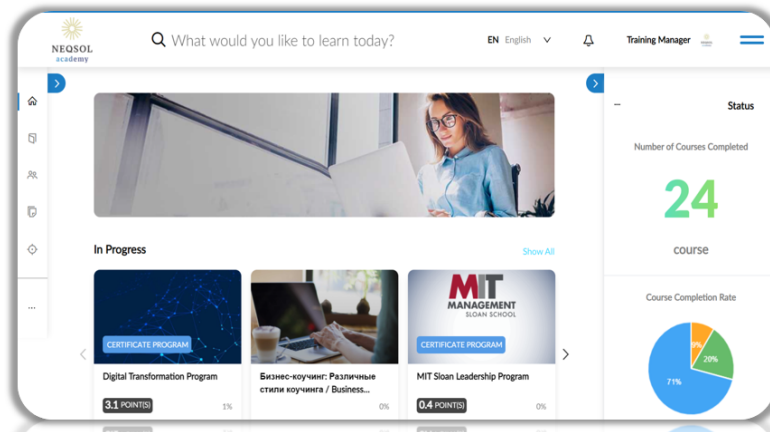 NEQSOL
academy
What would you like to learn today?
EN English
Training Manager
Status
Number of Courses Completed
24
course
In Progress
Show All
MIT
MANAGEMENT
SLOAN SCHOOL
CERTIFICATE PROGRAM
CERTIFICATE PROGRAM
Digital Transformation Program
Бизнес-коучинг: Различные
стили коучинга / Business...
MIT Sloan Leadership Program
3.1 POINT(S)
1%
0%
0.4 POINT(S)
0%
Course Completion Rate
9%
20%
71%